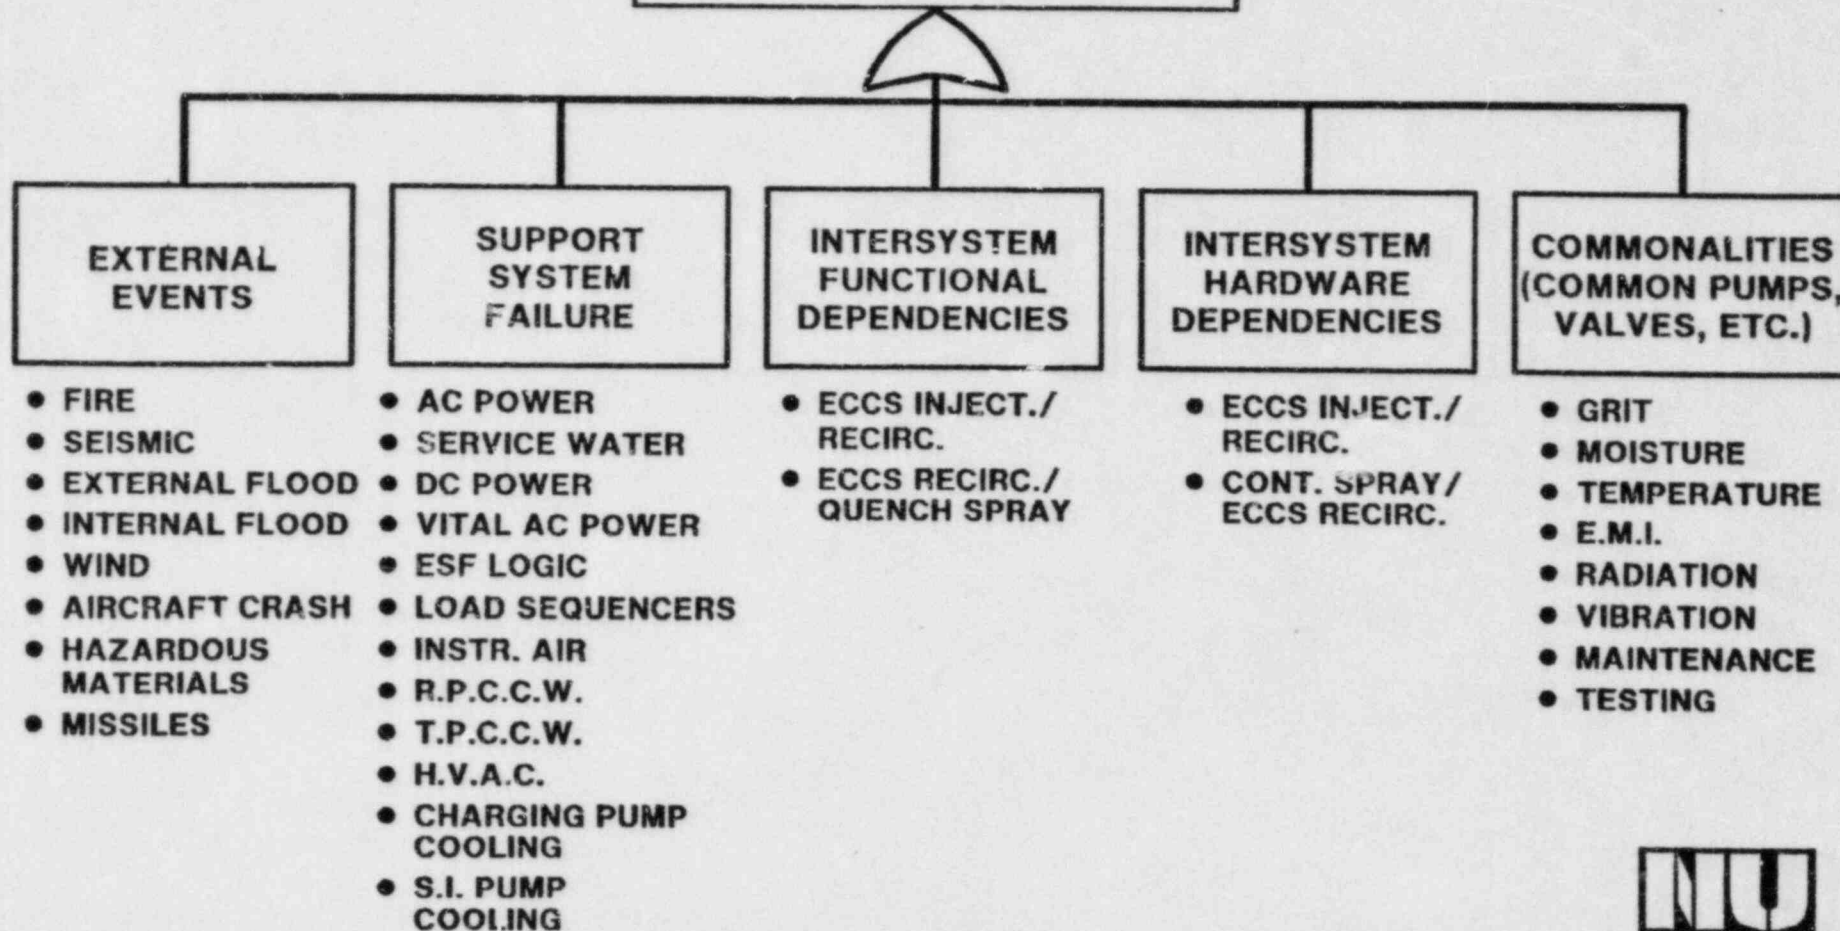 EXTERNAL
EVENTS
• FIRE
• SEISMIC
• EXTERNAL FLOOD
• INTERNAL FLOOD
• WIND
• AIRCRAFT CRASH
• HAZARDOUS
MATERIALS
• MISSILES
SUPPORT
SYSTEM
FAILURE
• AC POWER
• SERVICE WATER
• DC POWER
• VITAL AC POWER
• ESF LOGIC
• LOAD SEQUENCERS
• INSTR. AIR
• R.P.C.C.W.
• T.P.C.C.W.
• H.V.A.C.
• CHARGING PUMP
COOLING
• S.I. PUMP
COOLING
INTERSYSTEM
FUNCTIONAL
DEPENDENCIES
• ECCS INJECT./
RECIRC.
• ECCS RECIRC./
QUENCH SPRAY
INTERSYSTEM
HARDWARE
DEPENDENCIES
• ECCS INJECT./
RECIRC.
• CONT. SPRAY/
ECCS RECIRC.
COMMONALITIES
(COMMON PUMPS,
VALVES, ETC.)
• GRIT
• MOISTURE
• TEMPERATURE
• E.M.I.
• RADIATION
• VIBRATION
• MAINTENANCE
• TESTING
NU